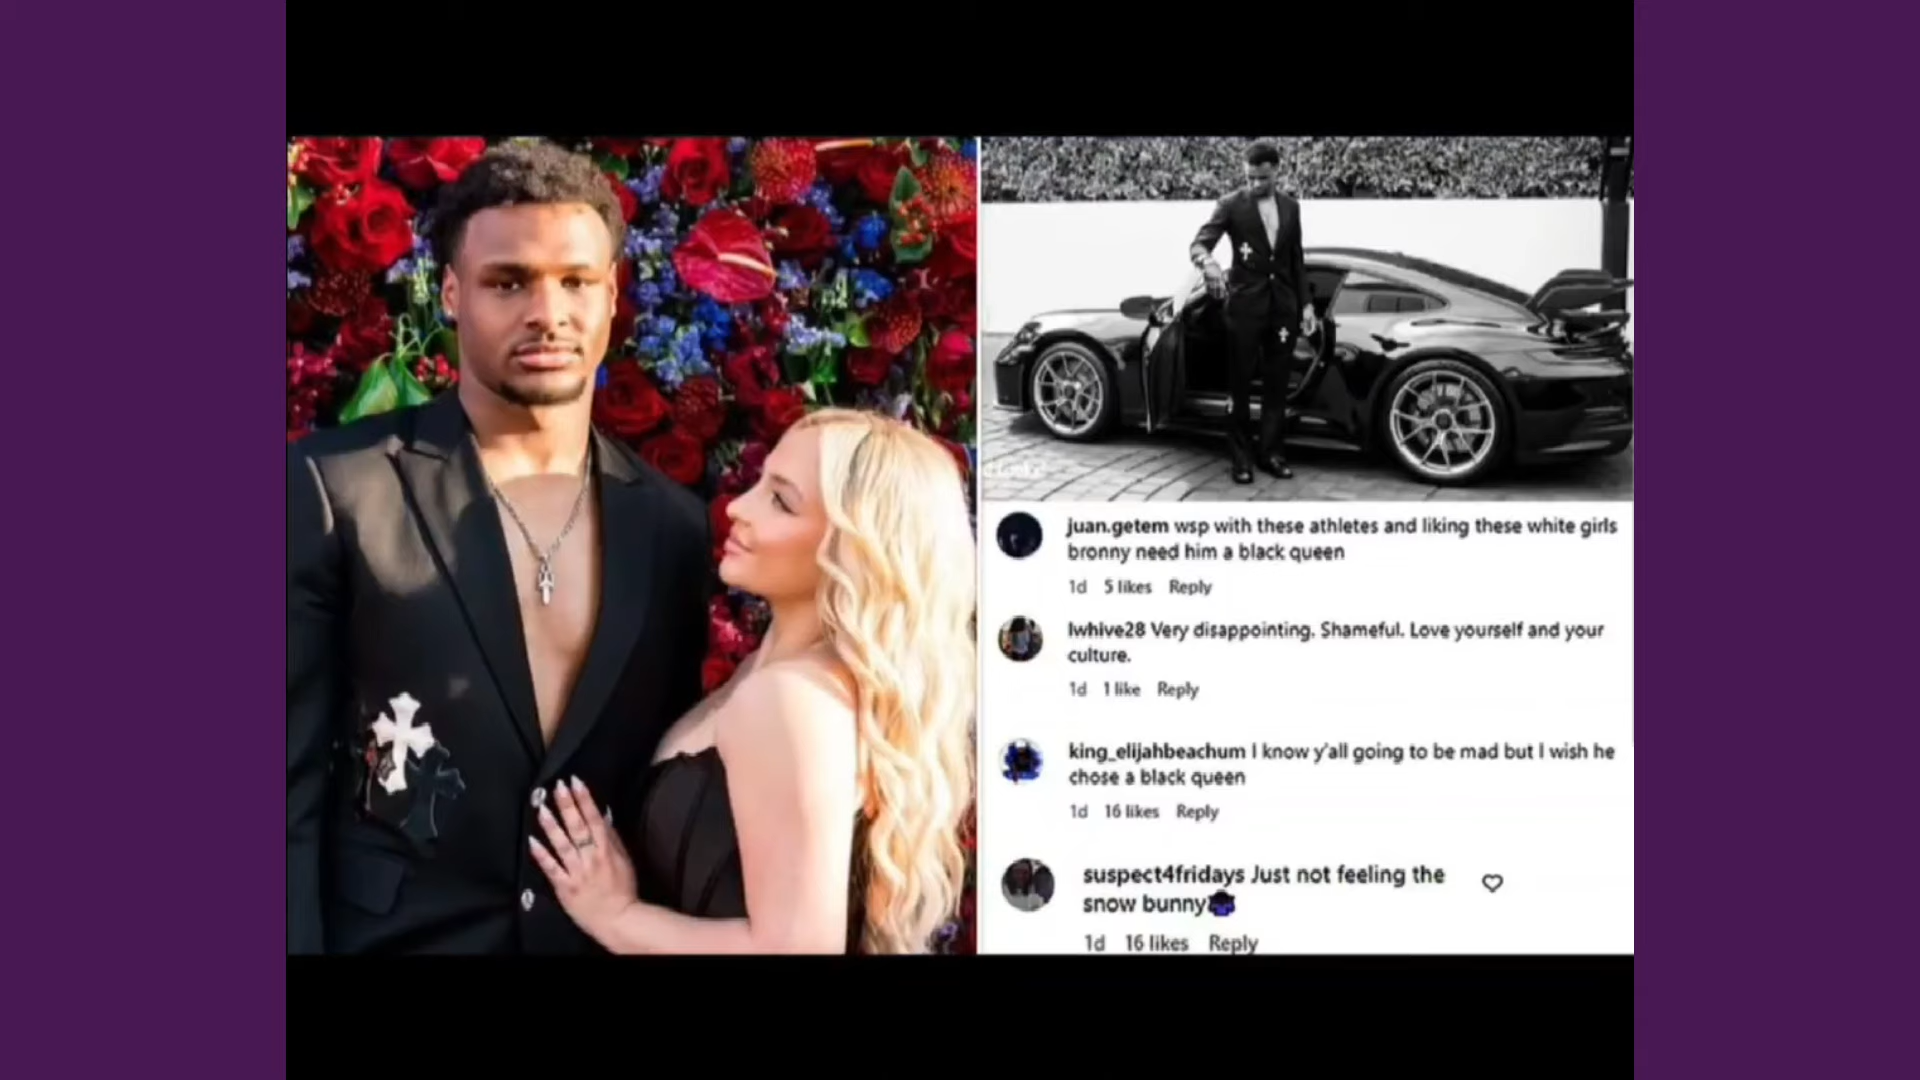 juan.getem wsp with these athletes and liking these white girls
bronny need him a black queen
1d 5 likes Reply
lwhive28 Very disappointing. Shameful. Love yourself and your
culture.
1d 1 like Reply
king_elijahbeachum I know y'all going to be mad but I wish he
chose a black queen
1d 16 likes Reply
suspect4fridays Just not feeling the
snow bunny
1d 16 likes Reply